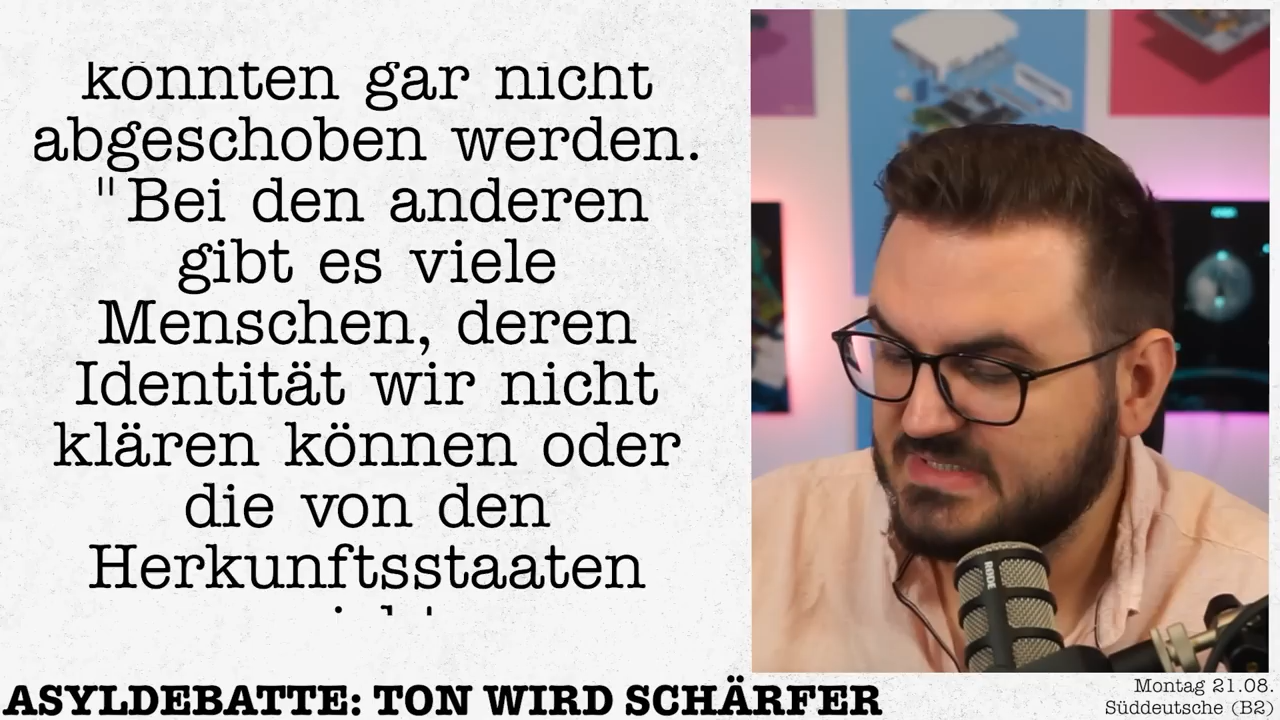 könnten gar nicht
abgeschoben werden.
"Bei den anderen
gibt es viele
Menschen, deren
Identität wir nicht
klären können oder
die von den
Herkunftsstaaten
ASYLDEBATTE: TON WIRD SCHÄRFER
Montag 21.08.
Süddeutsche (B2)
RØDE